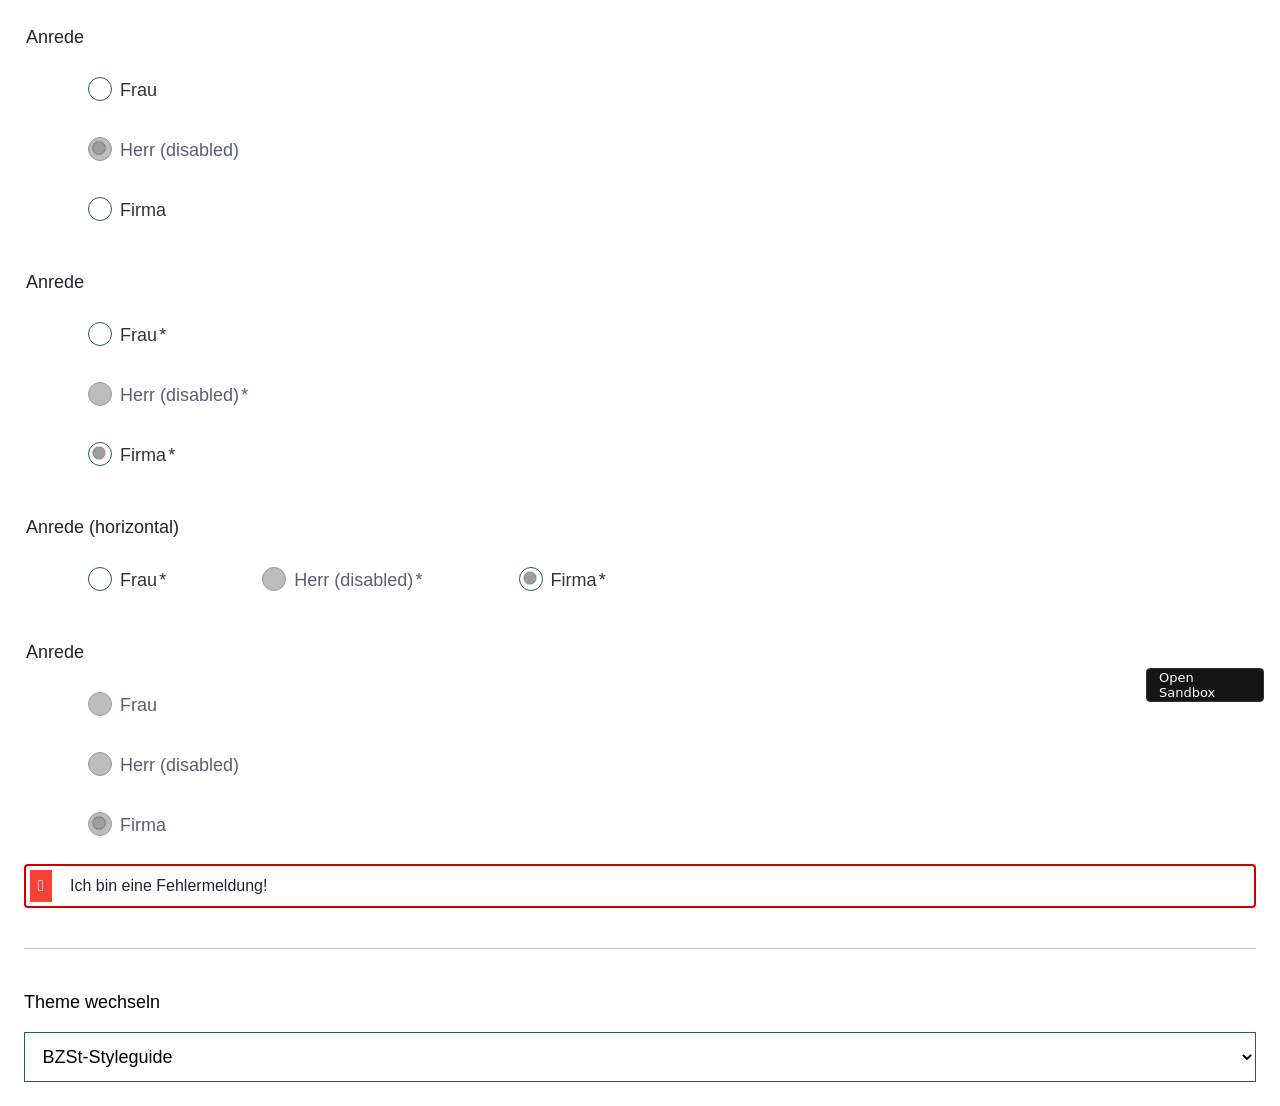 Anrede
Frau
Herr (disabled)
Firma
Anrede
Frau*
Herr (disabled)*
Firma*
Anrede (horizontal)
Frau* Herr (disabled)* Firma*
Anrede
Open
Sandbox
Frau
Herr (disabled)
Firma
Ich bin eine Fehlermeldung!
Theme wechseln
BZSt-Styleguide